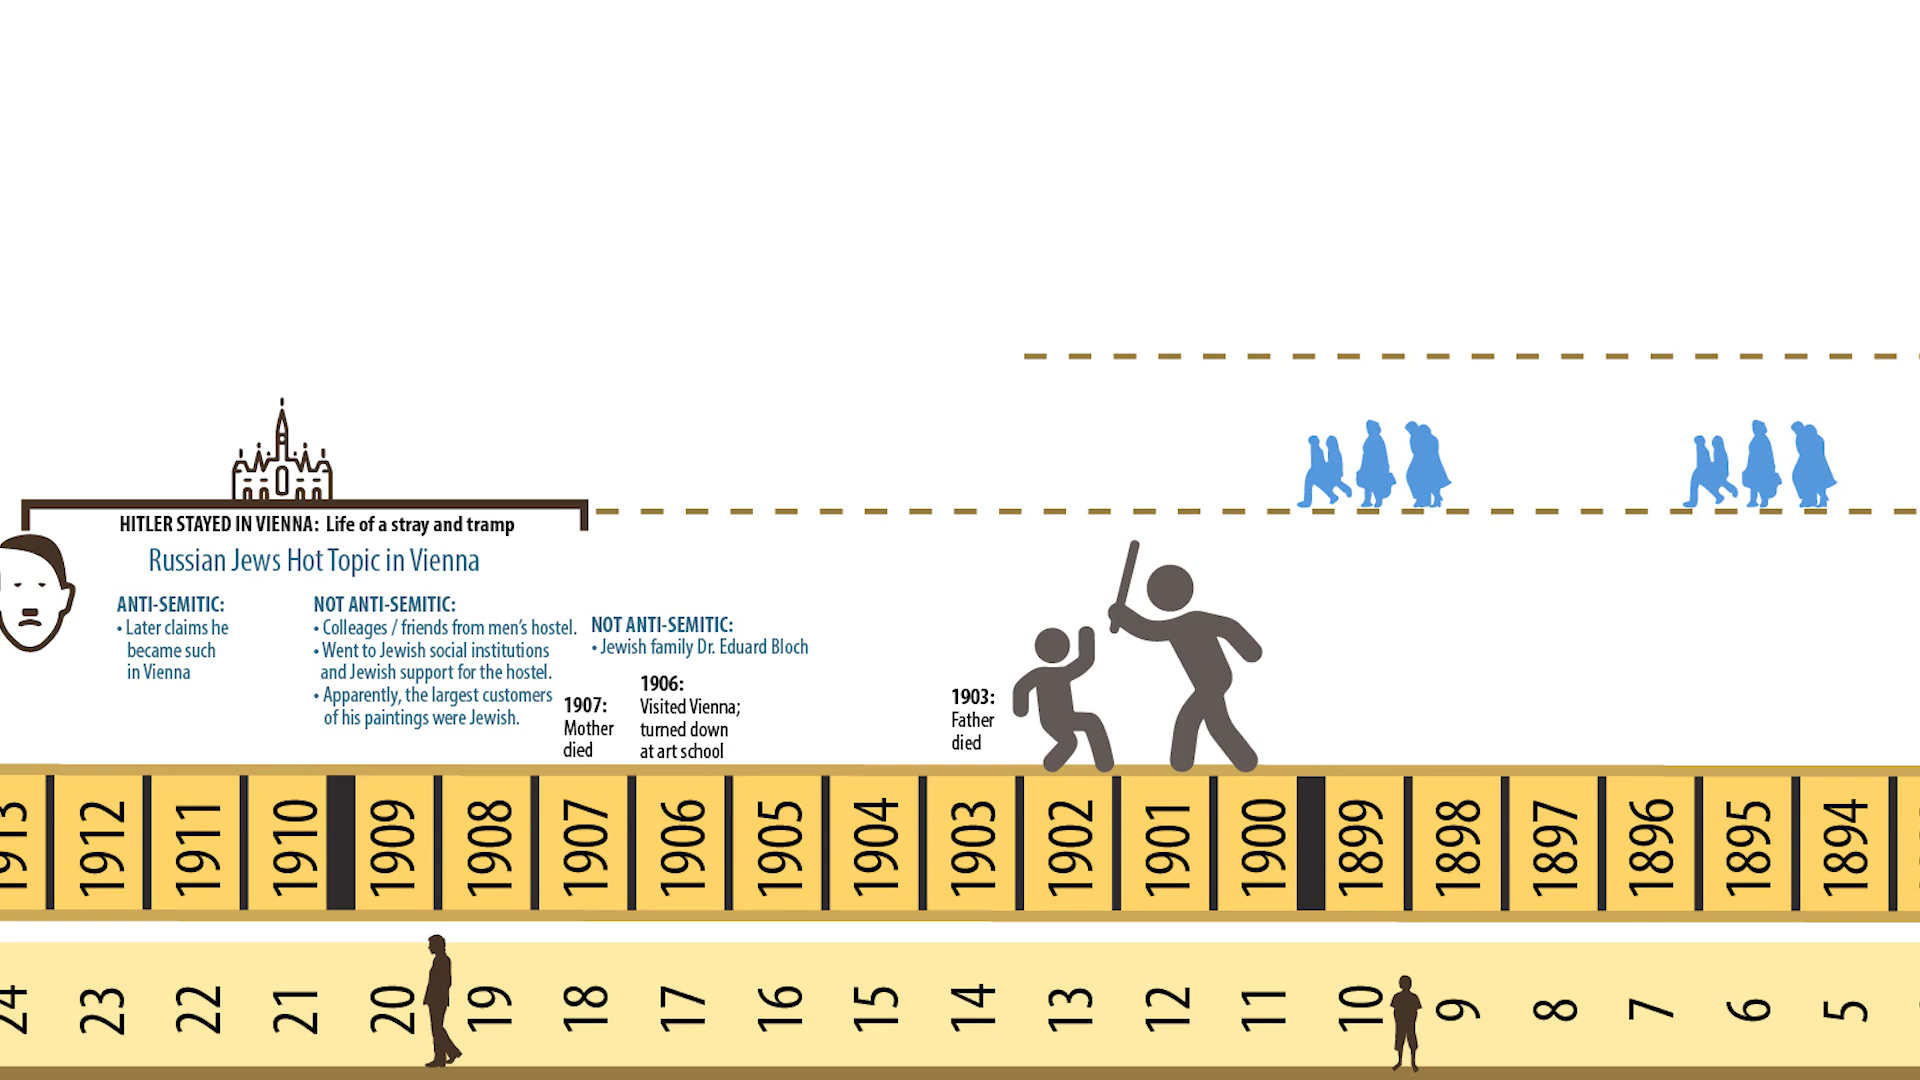 HITLER STAYED IN VIENNA: Life of a stray and tramp
Russian Jews Hot Topic in Vienna
ANTI-SEMITIC:
• Later claims he
became such
in Vienna
NOT ANTI-SEMITIC:
• Colleages / friends from men's hostel.
• Went to Jewish social institutions
and Jewish support for the hostel.
• Apparently, the largest customers
of his paintings were Jewish.
NOT ANTI-SEMITIC:
• Jewish family Dr. Eduard Bloch
1907:
Mother
died
1906:
Visited Vienna;
turned down
at art school
1903:
Father
died
1913 1912 1911 1910 1909 1908 1907 1906 1905 1904 1903 1902 1901 1900 1899 1898 1897 1896 1895 1894
24 23 22 21 20 19 18 17 16 15 14 13 12 11 10 9 8 7 6 5